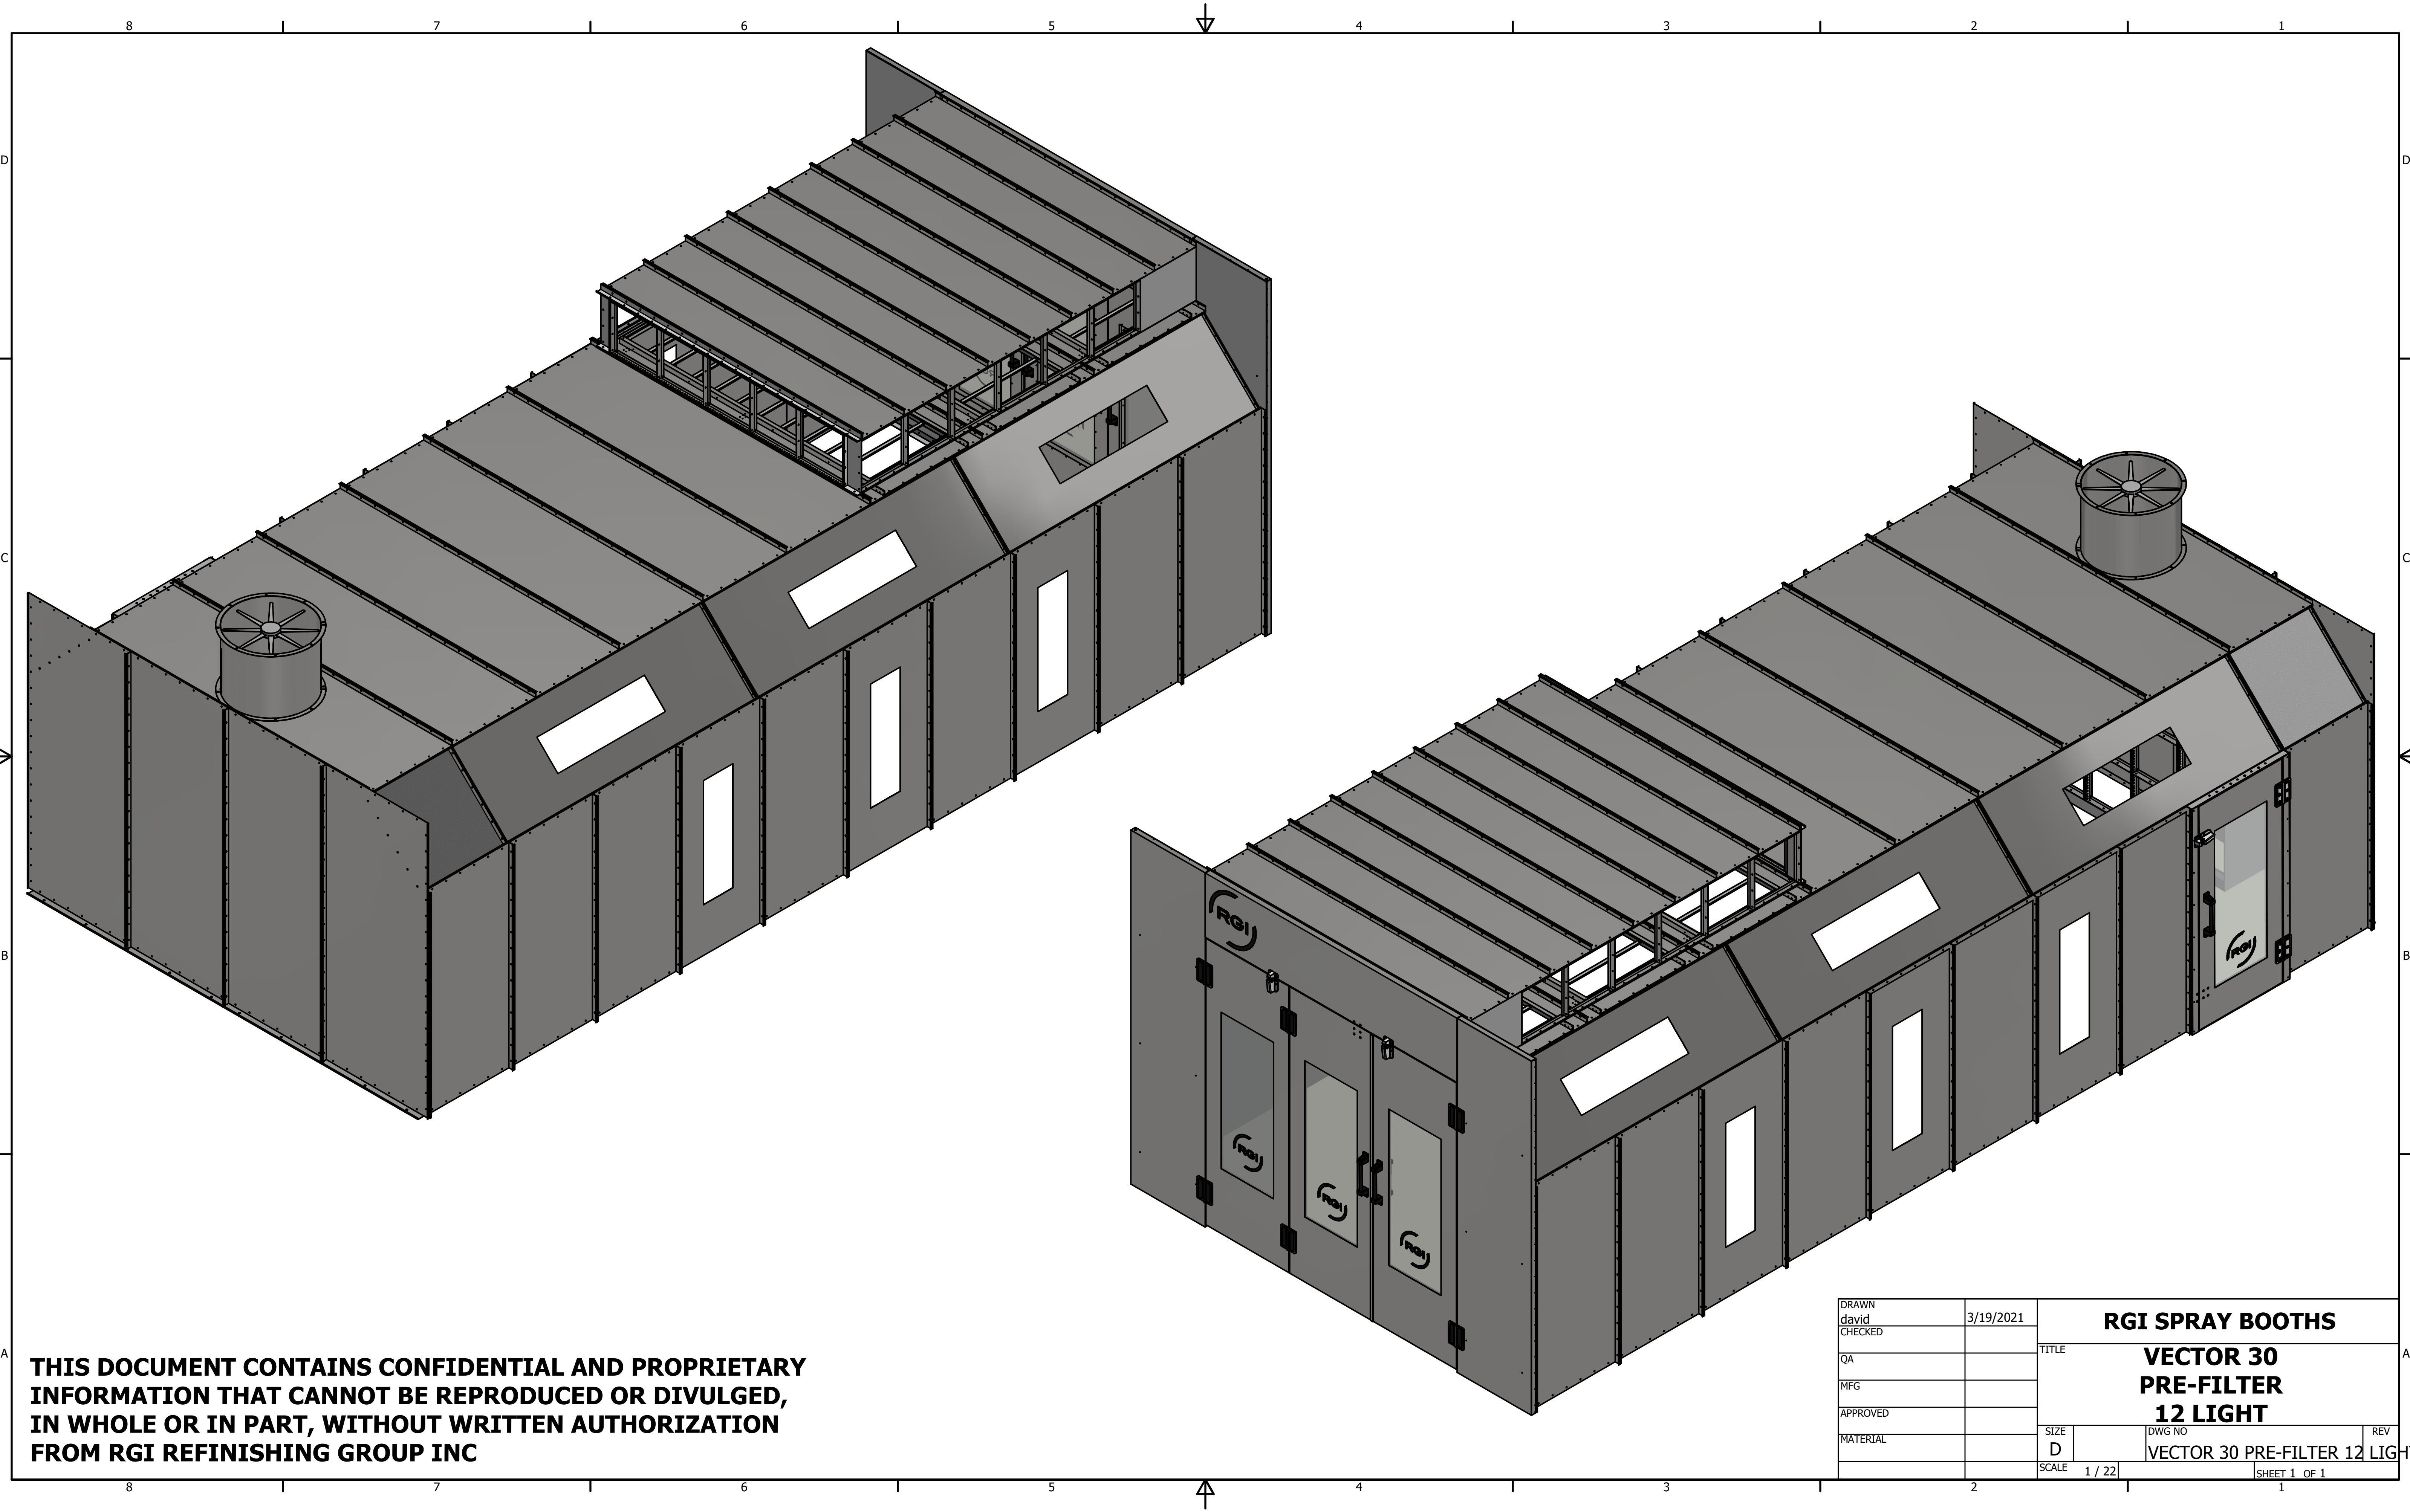 8 7 6 5 4 3 2 1
D D
C C
RGI
B B
RGI
RGI
RGI
RGI
A A
THIS DOCUMENT CONTAINS CONFIDENTIAL AND PROPRIETARY
INFORMATION THAT CANNOT BE REPRODUCED OR DIVULGED,
IN WHOLE OR IN PART, WITHOUT WRITTEN AUTHORIZATION
FROM RGI REFINISHING GROUP INC
DRAWN
david 3/19/2021
CHECKED
QA
MFG
APPROVED
MATERIAL
RGI SPRAY BOOTHS
TITLE
VECTOR 30
PRE-FILTER
12 LIGHT
SIZE
D
DWG NO
VECTOR 30 PRE-FILTER 12 LIGH
REV
SCALE 1 / 22
SHEET 1 OF 1
8 7 6 5 4 3 2 1